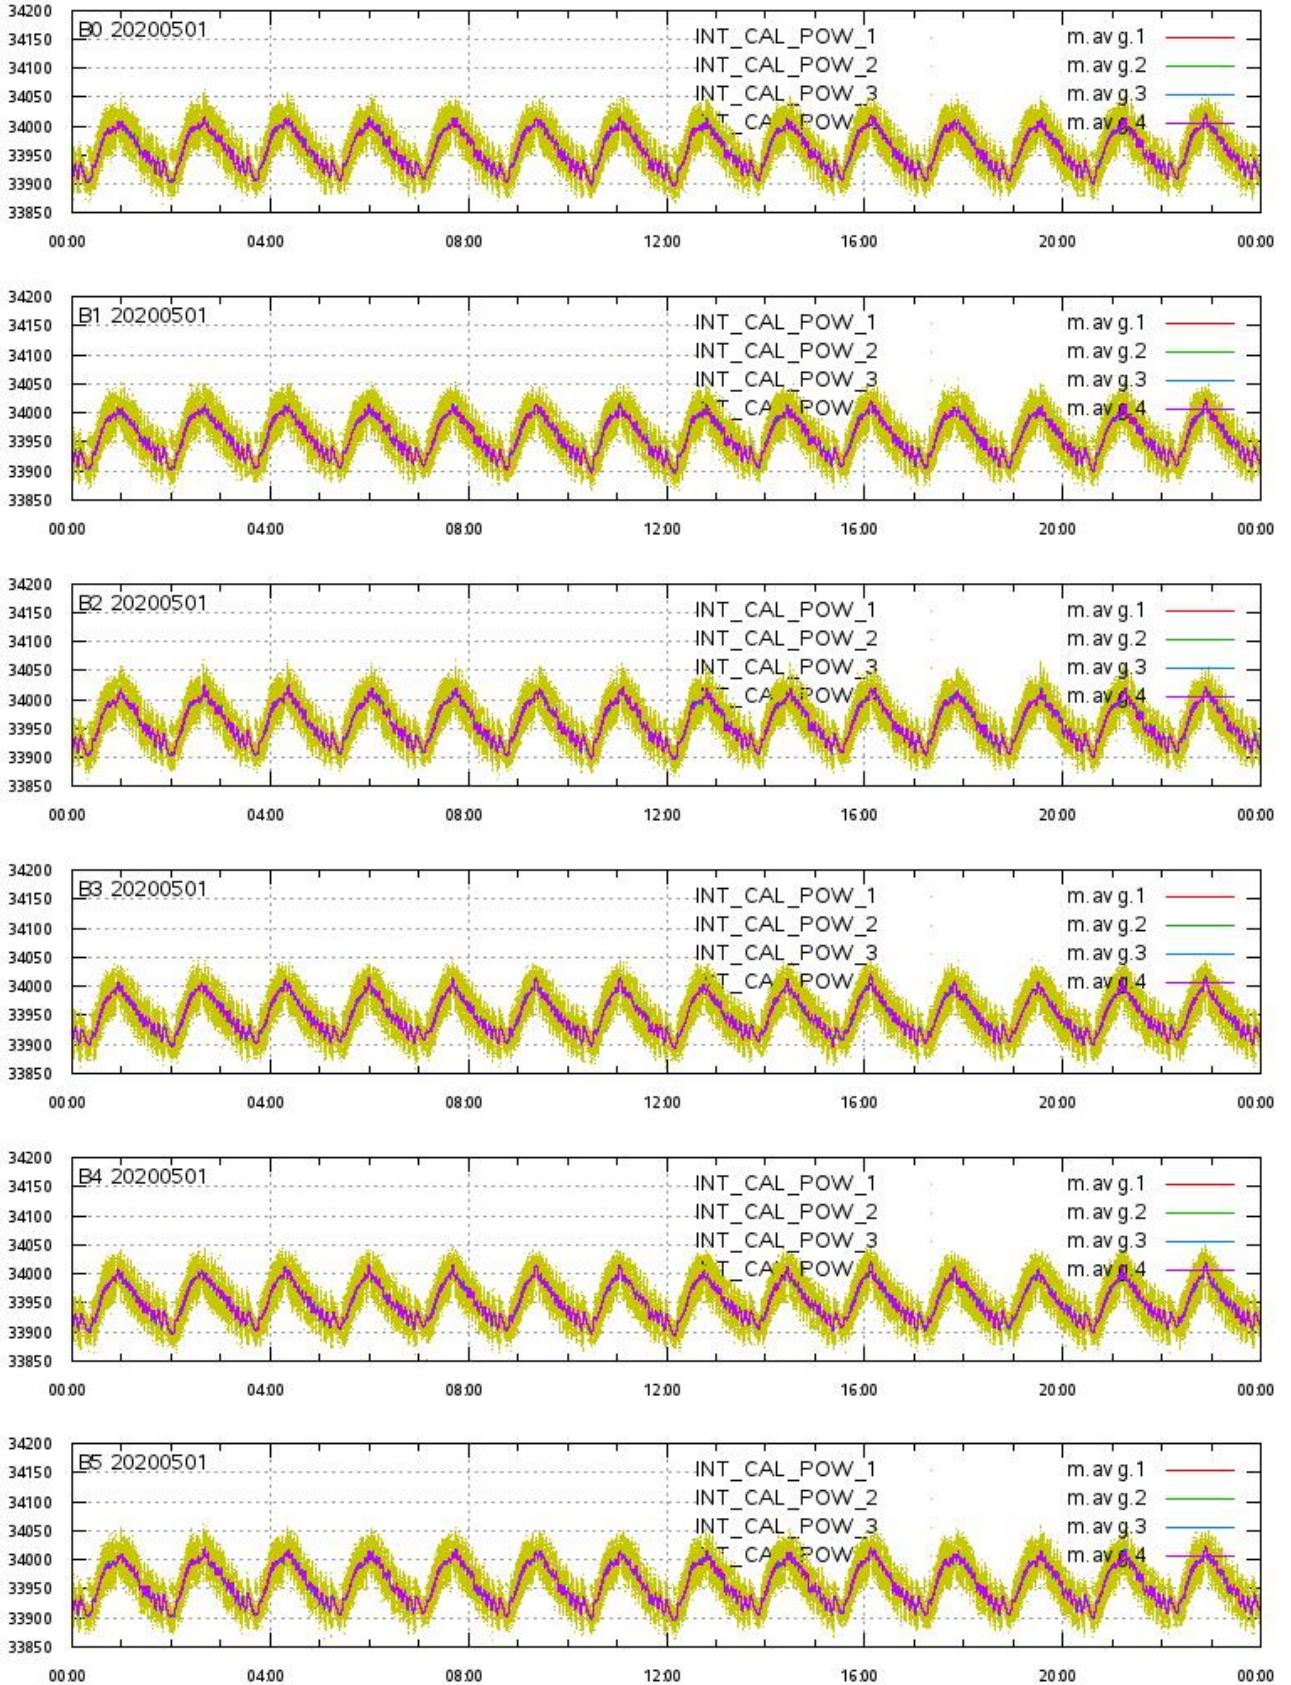 34200
B0 20200501 INT_CAL_POW_1 m.avg.1
34150
INT_CAL_POW_2 m.avg.2
34100
INT_CAL_POW_3 m.avg.3
34050
INT_CAL_POW m.avg.4
34000
33950
33900
33850
00:00 04:00 08:00 12:00 16:00 20:00 00:00
34200
B1 20200501 INT_CAL_POW_1 m.avg.1
34150
INT_CAL_POW_2 m.avg.2
34100
INT_CAL_POW_3 m.avg.3
34050
INT_CAL_POW m.avg.4
34000
33950
33900
33850
00:00 04:00 08:00 12:00 16:00 20:00 00:00
34200
B2 20200501 INT_CAL_POW_1 m.avg.1
34150
INT_CAL_POW_2 m.avg.2
34100
INT_CAL_POW_3 m.avg.3
34050
INT_CAL_POW m.avg.4
34000
33950
33900
33850
00:00 04:00 08:00 12:00 16:00 20:00 00:00
34200
B3 20200501 INT_CAL_POW_1 m.avg.1
34150
INT_CAL_POW_2 m.avg.2
34100
INT_CAL_POW_3 m.avg.3
34050
INT_CAL_POW m.avg.4
34000
33950
33900
33850
00:00 04:00 08:00 12:00 16:00 20:00 00:00
34200
B4 20200501 INT_CAL_POW_1 m.avg.1
34150
INT_CAL_POW_2 m.avg.2
34100
INT_CAL_POW_3 m.avg.3
34050
INT_CAL_POW m.avg.4
34000
33950
33900
33850
00:00 04:00 08:00 12:00 16:00 20:00 00:00
34200
B5 20200501 INT_CAL_POW_1 m.avg.1
34150
INT_CAL_POW_2 m.avg.2
34100
INT_CAL_POW_3 m.avg.3
34050
INT_CAL_POW m.avg.4
34000
33950
33900
33850
00:00 04:00 08:00 12:00 16:00 20:00 00:00